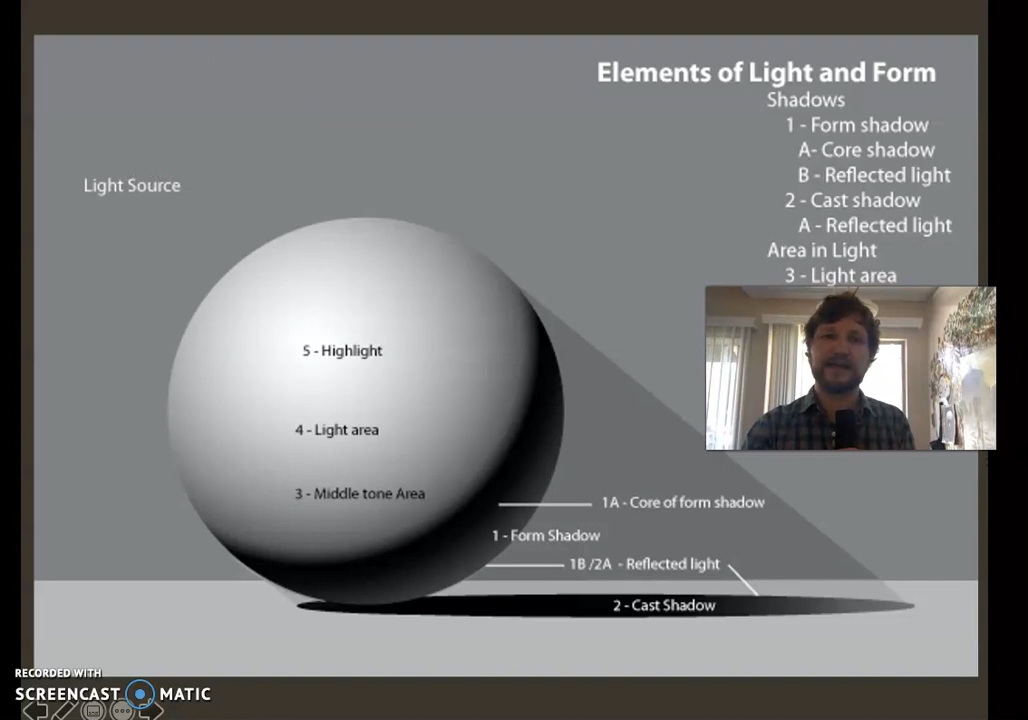 Elements of Light and Form
Shadows
1 - Form shadow
A- Core shadow
B - Reflected light
2 - Cast shadow
A - Reflected light
Area in Light
3 - Light area
Light Source
5 - Highlight
4 - Light area
3 - Middle tone Area
1A - Core of form shadow
1 - Form Shadow
1B /2A - Reflected light
2 - Cast Shadow
RECORDED WITH
SCREENCAST MATIC